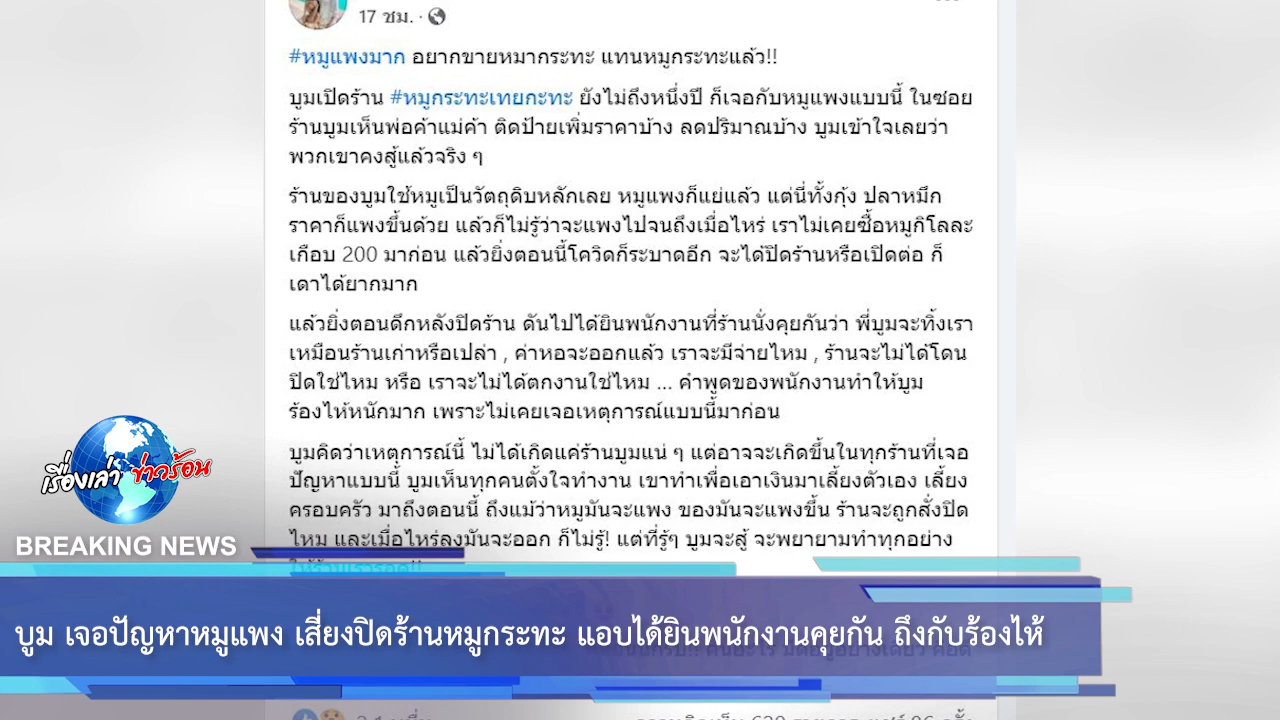 17 ชม. ·
#หมูแพงมาก อยากขายหมากระทะ แทนหมูกระทะแล้ว!!
บูมเปิดร้าน #หมูกระทะเทยกะทะ ยังไม่ถึงหนึ่งปี ก็เจอกับหมูแพงแบบนี้ ในซอย
ร้านบูมเห็นพ่อค้าแม่ค้า ติดป้ายเพิ่มราคาบ้าง ลดปริมาณบ้าง บูมเข้าใจเลยว่า
พวกเขาคงสู้แล้วจริง ๆ
ร้านของบูมใช้หมูเป็นวัตถุดิบหลักเลย หมูแพงก็แย่แล้ว แต่นี่ทั้งกุ้ง ปลาหมึก
ราคาก็แพงขึ้นด้วย แล้วก็ไม่รู้ว่าจะแพงไปจนถึงเมื่อไหร่ เราไม่เคยซื้อหมูกิโลละ
เกือบ 200 มาก่อน แล้วยิ่งตอนนี้โควิดก็ระบาดอีก จะได้ปิดร้านหรือเปิดต่อ ก็
เดาได้ยากมาก
แล้วยิ่งตอนดึกหลังปิดร้าน ดันไปได้ยินพนักงานที่ร้านนั่งคุยกันว่า พี่บูมจะทิ้งเรา
เหมือนร้านเก่าหรือเปล่า , ค่าหอจะออกแล้ว เราจะมีจ่ายไหม , ร้านจะไม่ได้โดน
ปิดใช่ไหม หรือ เราจะไม่ได้ตกงานใช่ไหม ... คำพูดของพนักงานทำให้บูม
ร้องไห้หนักมาก เพราะไม่เคยเจอเหตุการณ์แบบนี้มาก่อน
บูมคิดว่าเหตุการณ์นี้ ไม่ได้เกิดแค่ร้านบูมแน่ ๆ แต่อาจจะเกิดขึ้นในทุกร้านที่เจอ
ปัญหาแบบนี้ บูมเห็นทุกคนตั้งใจทำงาน เขาทำเพื่อเอาเงินมาเลี้ยงตัวเอง เลี้ยง
ครอบครัว มาถึงตอนนี้ ถึงแม้ว่าหมูมันจะแพง ของมันจะแพงขึ้น ร้านจะถูกสั่งปิด
ไหม และเมื่อไหร่ลุงมันจะออก ก็ไม่รู้! แต่ที่รู้ๆ บูมจะสู้ จะพยายามทำทุกอย่าง
เรื่องเล่า ข่าวร้อน
BREAKING NEWS
บูม เจอปัญหาหมูแพง เสี่ยงปิดร้านหมูกระทะ แอบได้ยินพนักงานคุยกัน ถึงกับร้องไห้